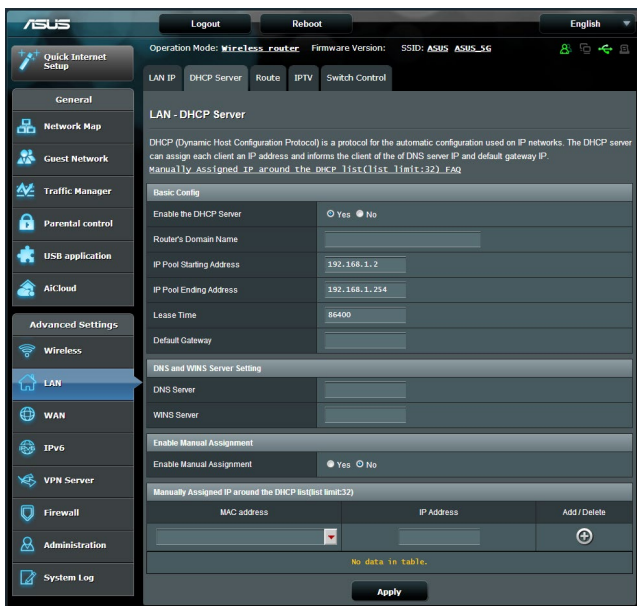 ASUS
Logout
Reboot
English
Quick Internet
Setup
Operation Mode: Wireless router Firmware Version: SSID: ASUS ASUS_5G
LAN IP
DHCP Server
Route
IPTV
Switch Control
General
Network Map
Guest Network
Traffic Manager
Parental control
USB application
AiCloud
Advanced Settings
Wireless
LAN
WAN
IPv6
VPN Server
Firewall
Administration
System Log
LAN - DHCP Server
DHCP (Dynamic Host Configuration Protocol) is a protocol for the automatic configuration used on IP networks. The DHCP server
can assign each client an IP address and informs the client of the of DNS server IP and default gateway IP.
Manually Assigned IP around the DHCP list(list limit:32) FAQ
Basic Config
Enable the DHCP Server Yes No
Router's Domain Name
IP Pool Starting Address 192.168.1.2
IP Pool Ending Address 192.168.1.254
Lease Time 86400
Default Gateway
DNS and WINS Server Setting
DNS Server
WINS Server
Enable Manual Assignment
Enable Manual Assignment Yes No
Manually Assigned IP around the DHCP list(list limit:32)
MAC address IP Address Add / Delete
No data in table.
Apply